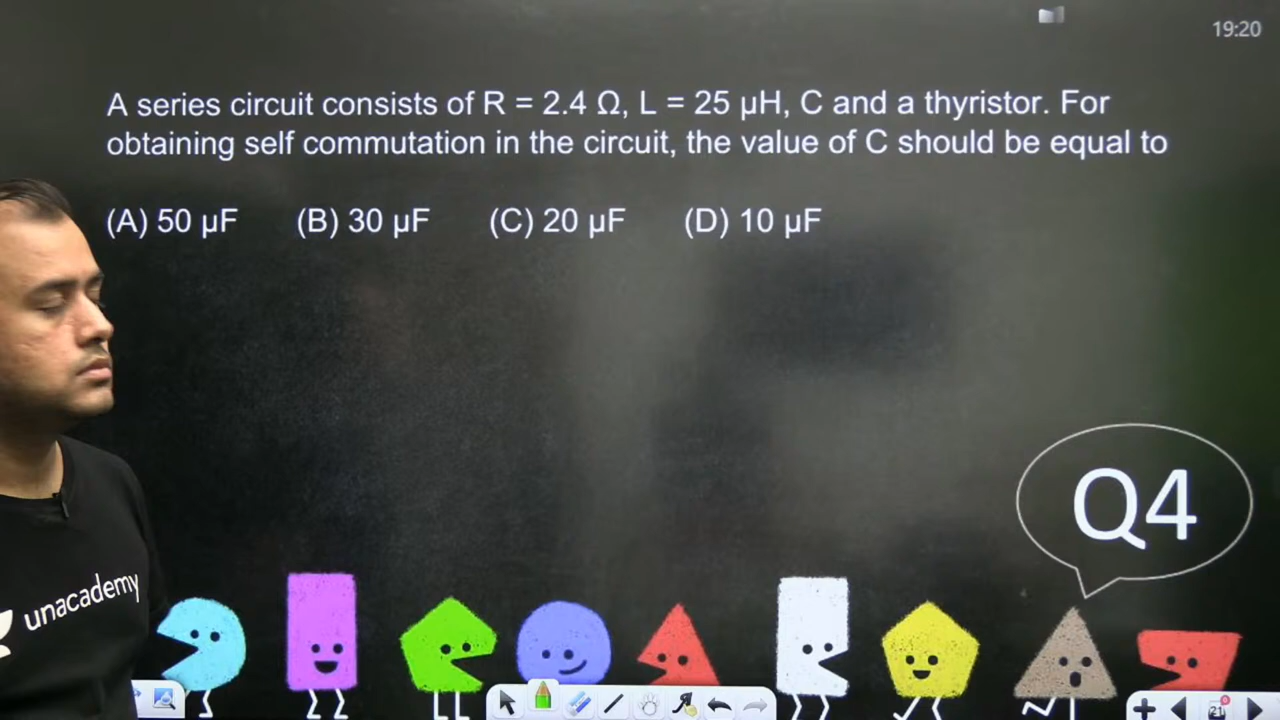 19:20
A series circuit consists of R = 2.4 Ω, L = 25 μH, C and a thyristor. For
obtaining self commutation in the circuit, the value of C should be equal to
(A) 50 μF (B) 30 μF (C) 20 μF (D) 10 μF
Q4
unacademy
21